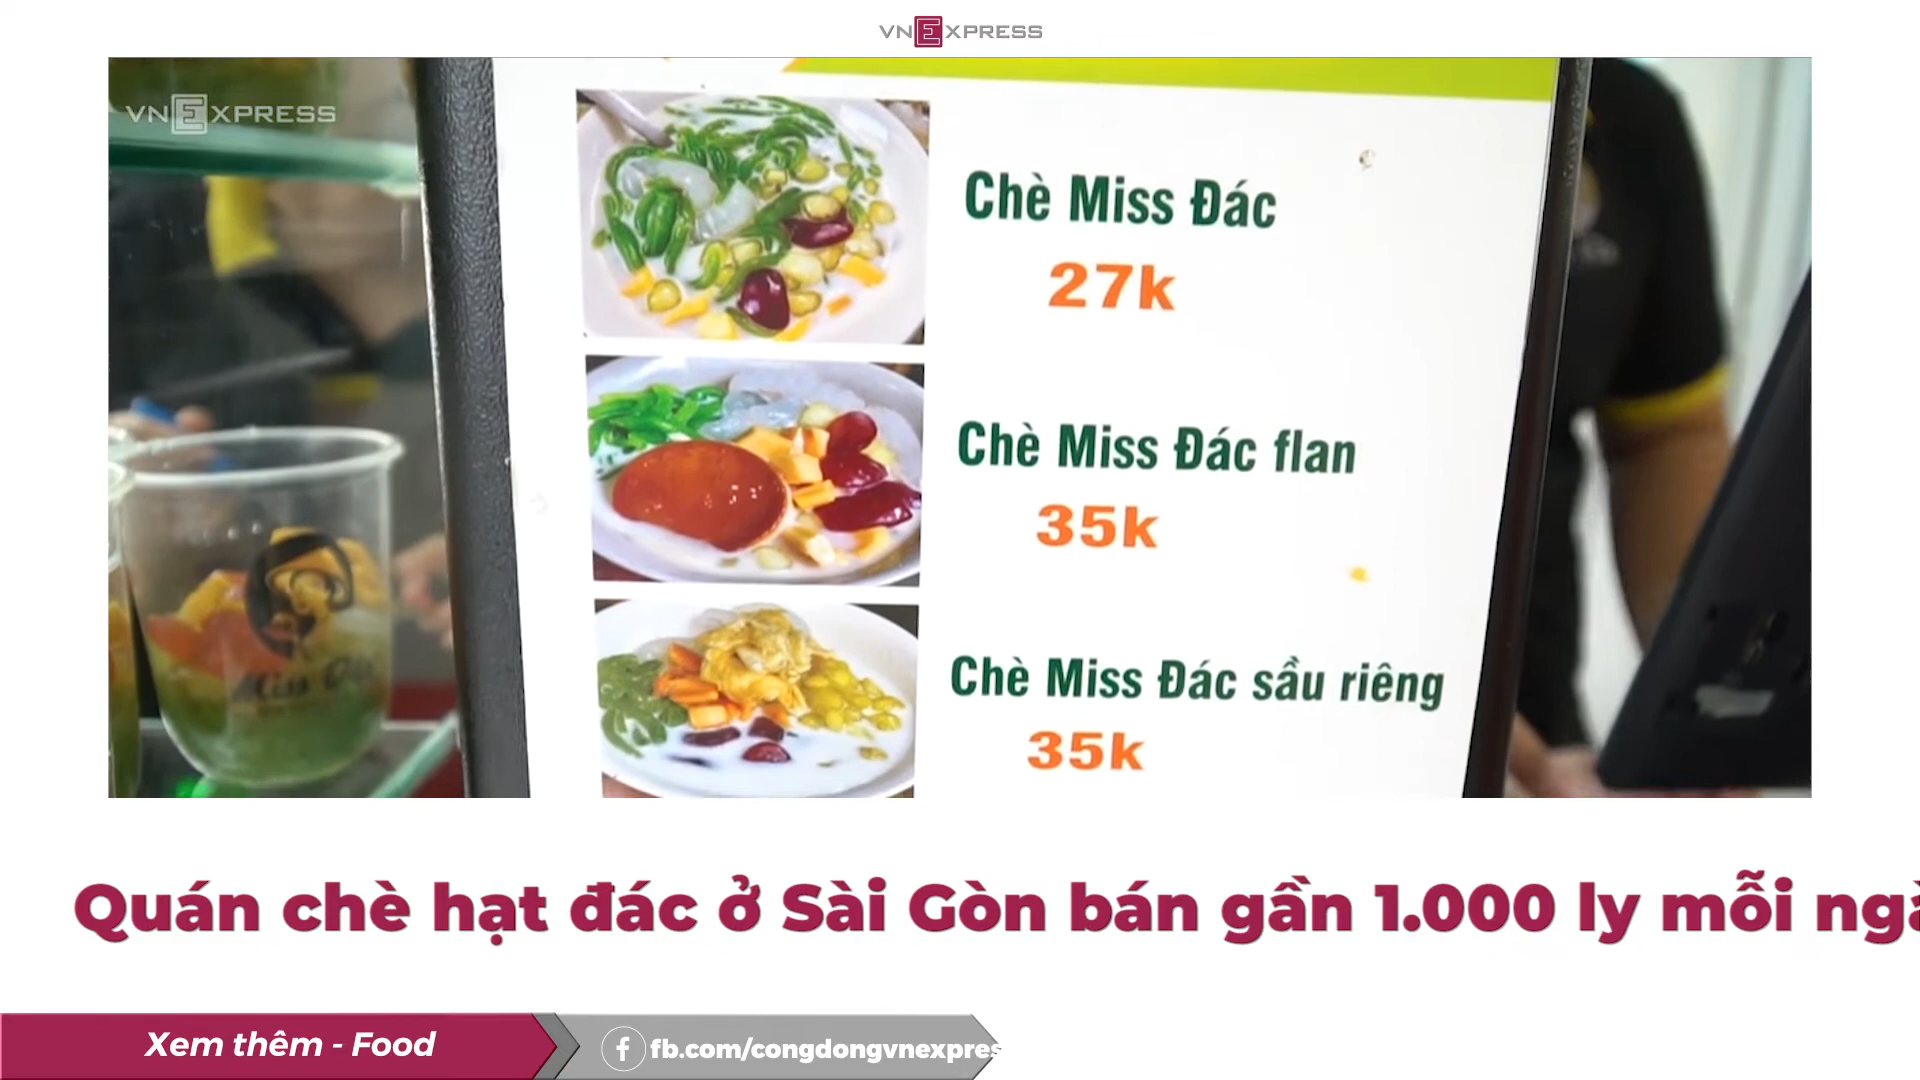 VNEXPRESS
VNEXPRESS
Chè Miss Đác
27k
Chè Miss Đác flan
35k
Chè Miss Đác sầu riêng
35k
Miss
Quán chè hạt đác ở Sài Gòn bán gần 1.000 ly mỗi
Xem thêm - Food
fb.com/congdongvnexpres